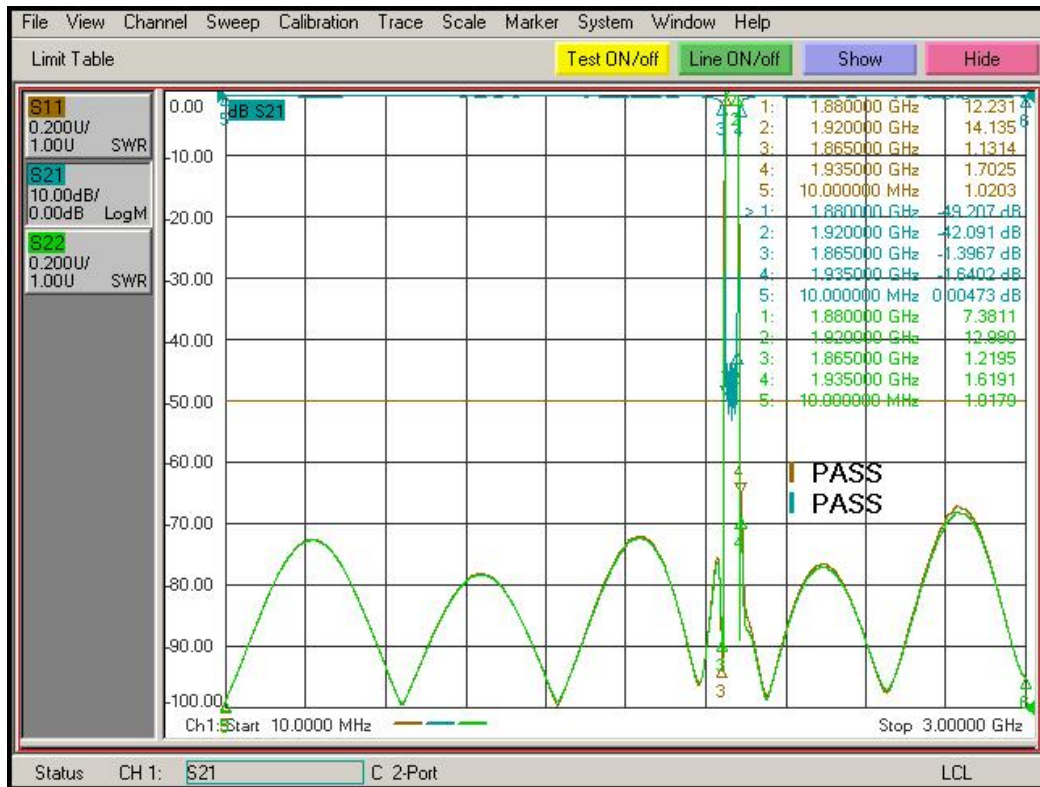 File View Channel Sweep Calibration Trace Scale Marker System Window Help
Limit Table Test ON/off Line ON/off Show Hide
S11
0.200U/
1.00U SWR
S21
10.00dB/
0.00dB LogM
S22
0.200U/
1.00U SWR
dB S21
0.00
-10.00
-20.00
-30.00
-40.00
-50.00
-60.00
-70.00
-80.00
-90.00
-100.00
1: 1.880000 GHz 12.231
2: 1.920000 GHz 14.135
3: 1.865000 GHz 1.1314
4: 1.935000 GHz 1.7025
5: 10.000000 MHz 1.0203
> 1: 1.880000 GHz -49.207 dB
2: 1.920000 GHz -42.091 dB
3: 1.865000 GHz -1.3967 dB
4: 1.935000 GHz -1.6402 dB
5: 10.000000 MHz 0.00473 dB
1: 1.880000 GHz 7.3811
2: 1.920000 GHz 12.980
3: 1.865000 GHz 1.2195
4: 1.935000 GHz 1.6191
5: 10.000000 MHz 1.0179
PASS
PASS
Ch1: Start 10.0000 MHz Stop 3.00000 GHz
Status CH 1: S21 C 2-Port LCL